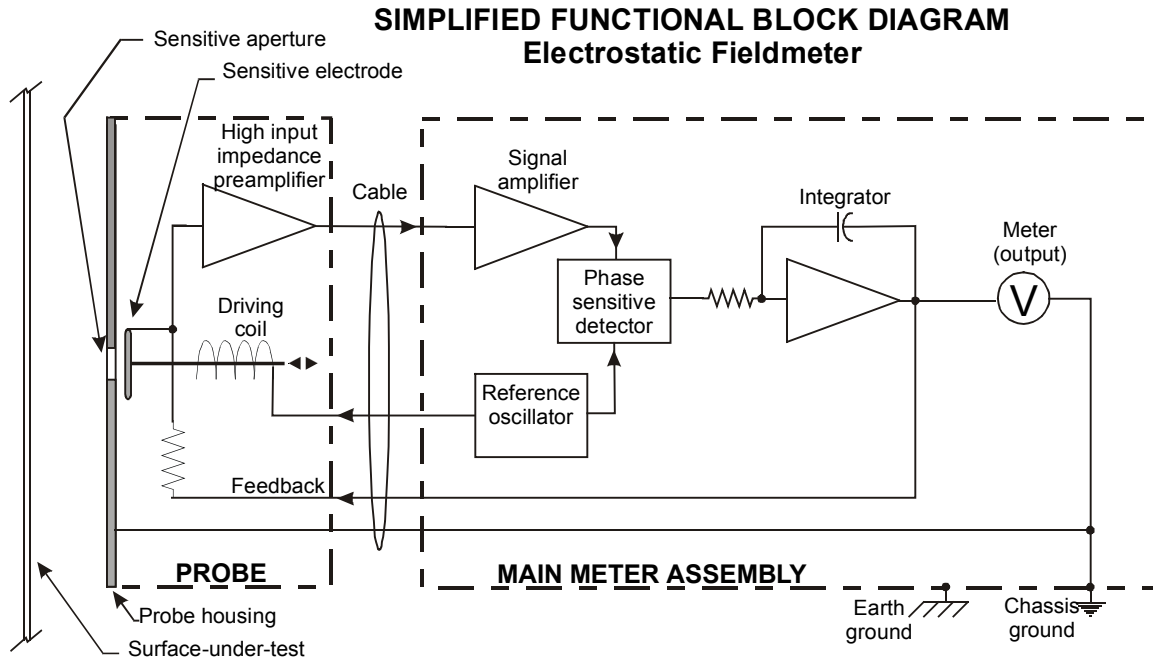 SIMPLIFIED FUNCTIONAL BLOCK DIAGRAM
Electrostatic Fieldmeter
Sensitive aperture
Sensitive electrode
High input
impedance
preamplifier
Cable
Signal
amplifier
Integrator
Meter
(output)
V
Phase
sensitive
detector
Driving
coil
Reference
oscillator
Feedback
PROBE
MAIN METER ASSEMBLY
Probe housing
Surface-under-test
Earth
ground
Chassis
ground